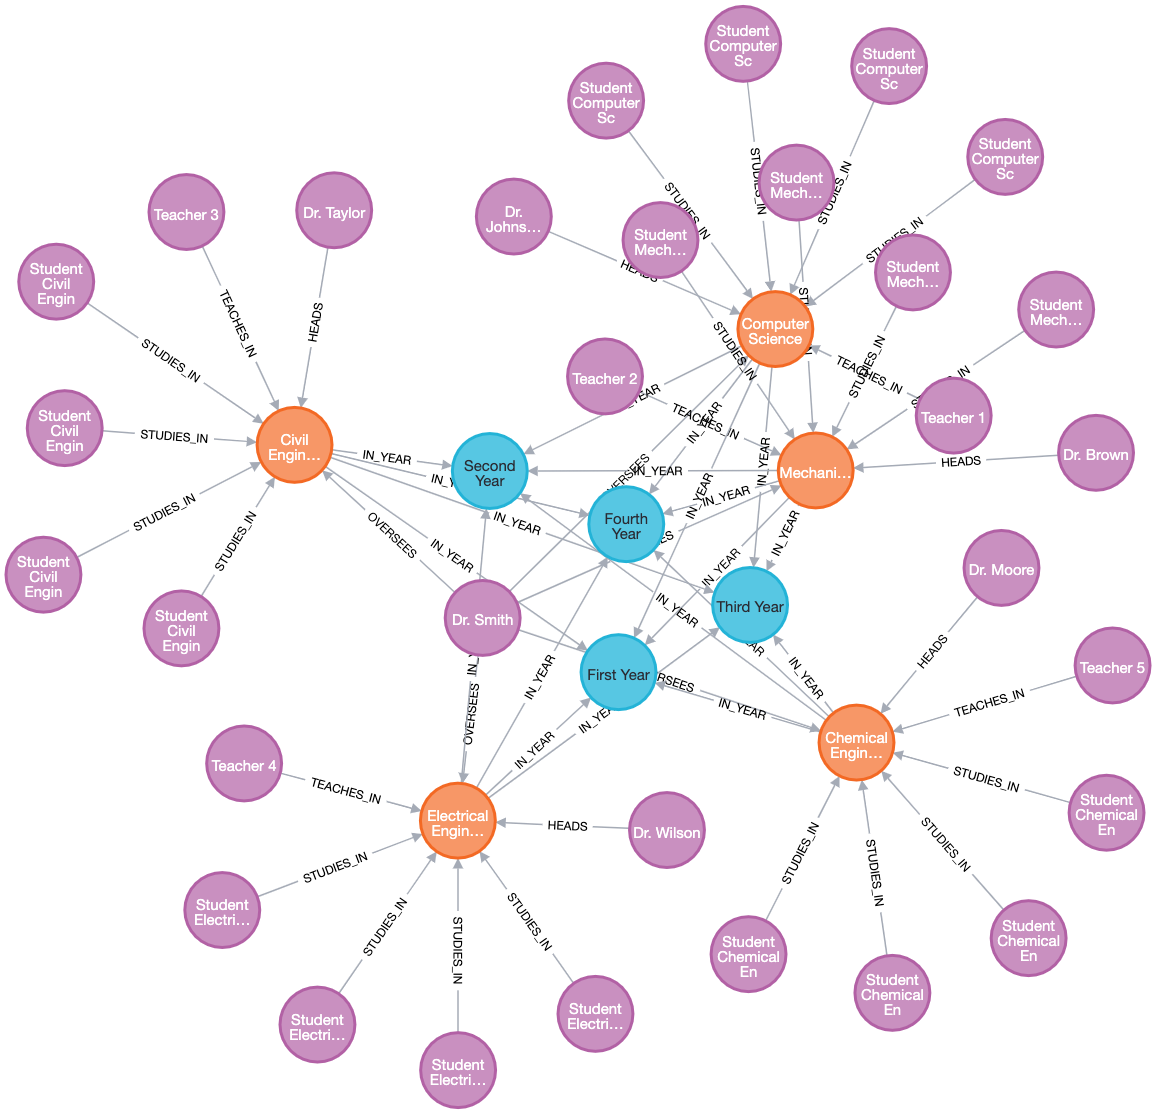 Student
Computer
Sc
Student
Computer
Sc
Student
Computer
Sc
Student
Computer
Sc
Student
Mech...
Student
Mech...
Student
Mech...
Student
Mech...
Dr.
Johns...
Teacher 3
Dr. Taylor
Student
Civil
Engin
Student
Civil
Engin
Student
Civil
Engin
Student
Civil
Engin
STUDIES_IN
STUDIES_IN
STUDIES_IN
STUDIES_IN
HEADS
TEACHES_IN
HEADS
STUDIES_IN
STUDIES_IN
STUDIES_IN
STUDIES_IN
Computer
Science
Teacher 2
TEACHES_IN
Teacher 1
TEACHES_IN
STUDIES_IN
STUDIES_IN
Mechani...
HEADS
Dr. Brown
Civil
Engin...
IN_YEAR
IN_YEAR
IN_YEAR
OVERSEES
Second
Year
Fourth
Year
IN_YEAR
IN_YEAR
IN_YEAR
IN_YEAR
IN_YEAR
IN_YEAR
IN_YEAR
Third Year
Dr. Smith
First Year
IN_YEAR
IN_YEAR
IN_YEAR
IN_YEAR
IN_YEAR
OVERSEES
Dr. Moore
HEADS
Teacher 5
TEACHES_IN
Chemical
Engin...
STUDIES_IN
STUDIES_IN
STUDIES_IN
STUDIES_IN
Student
Chemical
En
Student
Chemical
En
Student
Chemical
En
Student
Chemical
En
Teacher 4
TEACHES_IN
Electrical
Engin...
HEADS
Dr. Wilson
STUDIES_IN
STUDIES_IN
STUDIES_IN
STUDIES_IN
Student
Electri...
Student
Electri...
Student
Electri...
Student
Electri...